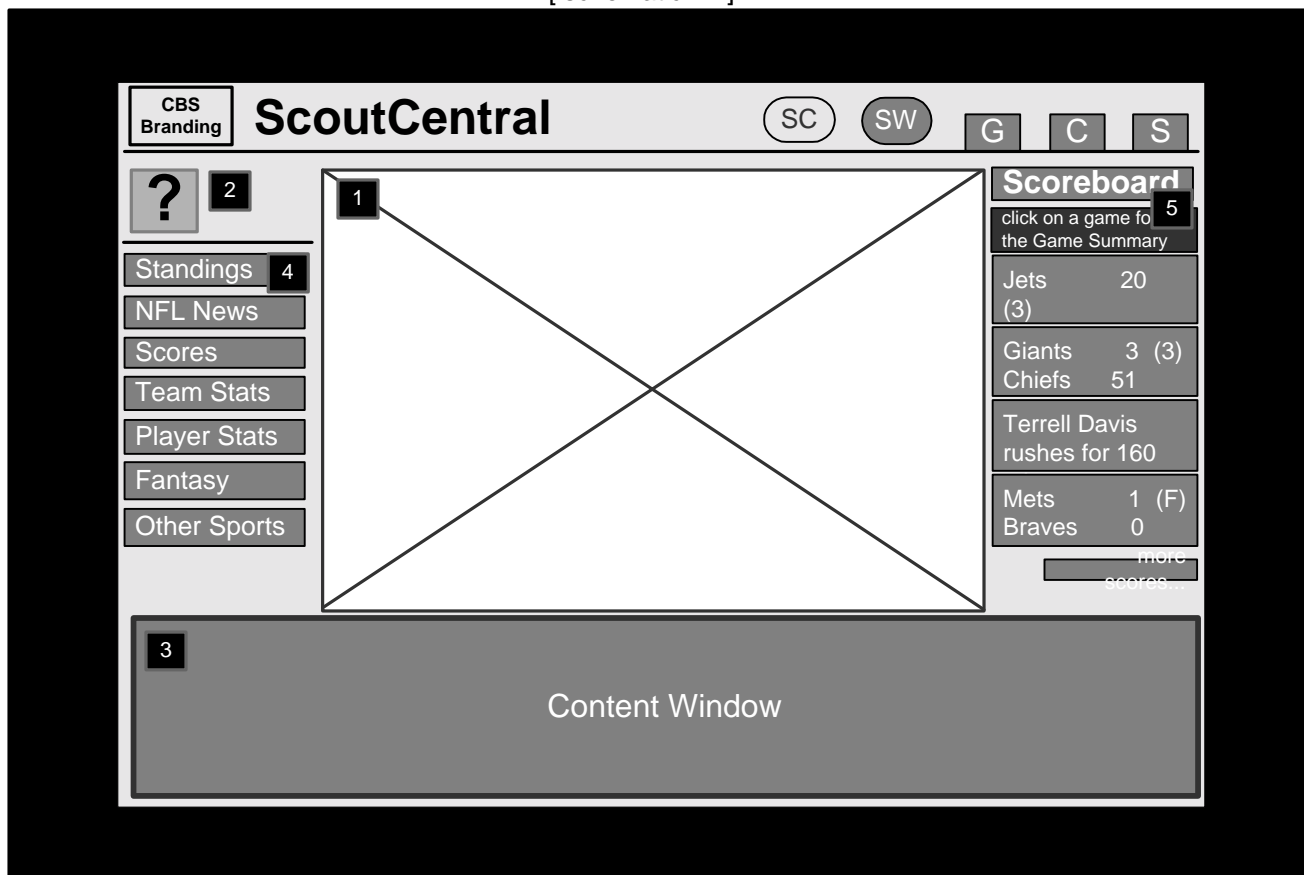 CBS
Branding
ScoutCentral
SC
SW
G
C
S
?
2
1
Scoreboard
5
click on a game fo
the Game Summary
Standings
4
NFL News
Scores
Team Stats
Player Stats
Fantasy
Other Sports
Jets 20
(3)
Giants 3 (3)
Chiefs 51
Terrell Davis
rushes for 160
Mets 1 (F)
Braves 0
more
scores...
3
Content Window